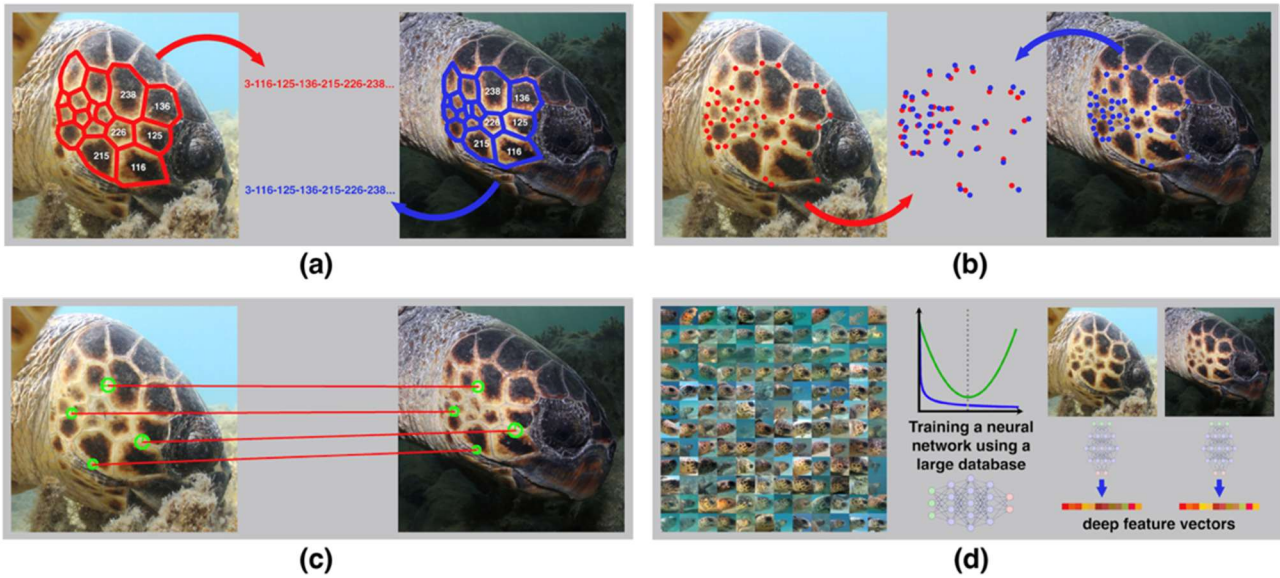 238
136
226
125
215
116
3-116-125-136-215-226-238...
238
136
226
125
215
116
3-116-125-136-215-226-238...
(a)
(b)
(c)
Training a neural
network using a
large database
deep feature vectors
(d)